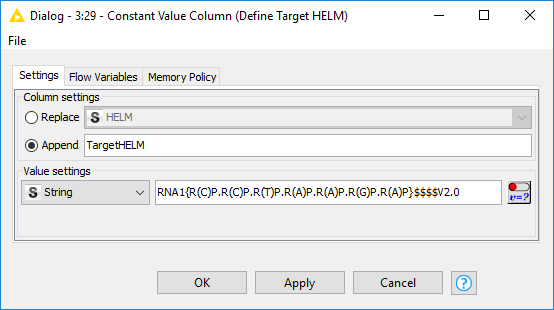 Dialog - 3:29 - Constant Value Column (Define Target HELM)
File
Settings Flow Variables Memory Policy
Column settings
Replace S HELM
Append TargetHELM
Value settings
S String RNA1{R(C)P.R(C)P.R(T)P.R(A)P.R(A)P.R(G)P.R(A)P}$$$$V2.0 v=?
OK Apply Cancel ?